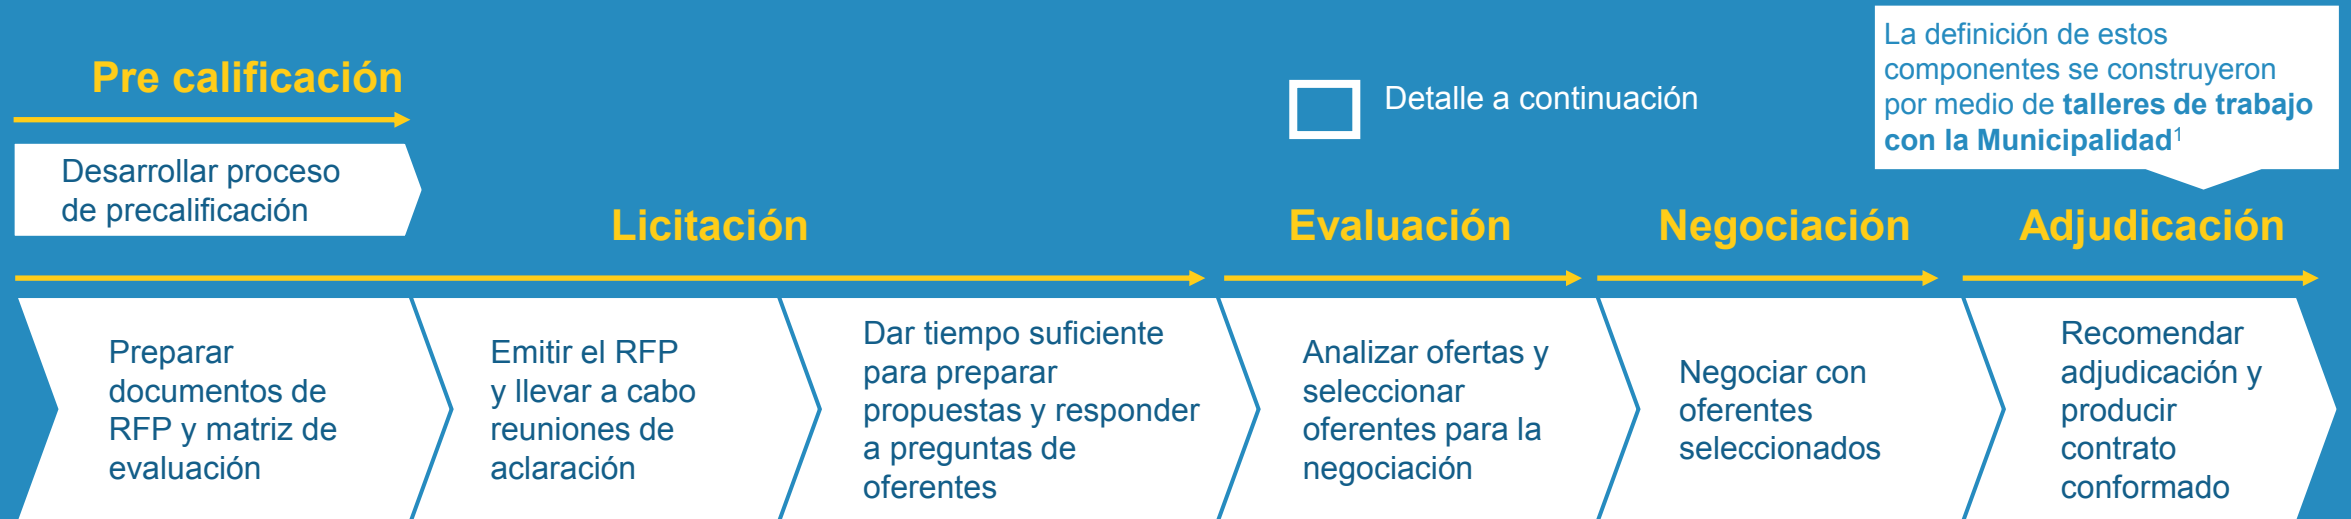 Pre calificación
Desarrollar proceso
de precalificación
Detalle a continuación
La definición de estos
componentes se construyeron
por medio de talleres de trabajo
con la Municipalidad¹
Licitación
Evaluación
Negociación
Adjudicación
Preparar
documentos de
RFP y matriz de
evaluación
Emitir el RFP
y llevar a cabo
reuniones de
aclaración
Dar tiempo suficiente
para preparar
propuestas y responder
a preguntas de
oferentes
Analizar ofertas y
seleccionar
oferentes para la
negociación
Negociar con
oferentes
seleccionados
Recomendar
adjudicación y
producir
contrato
conformado